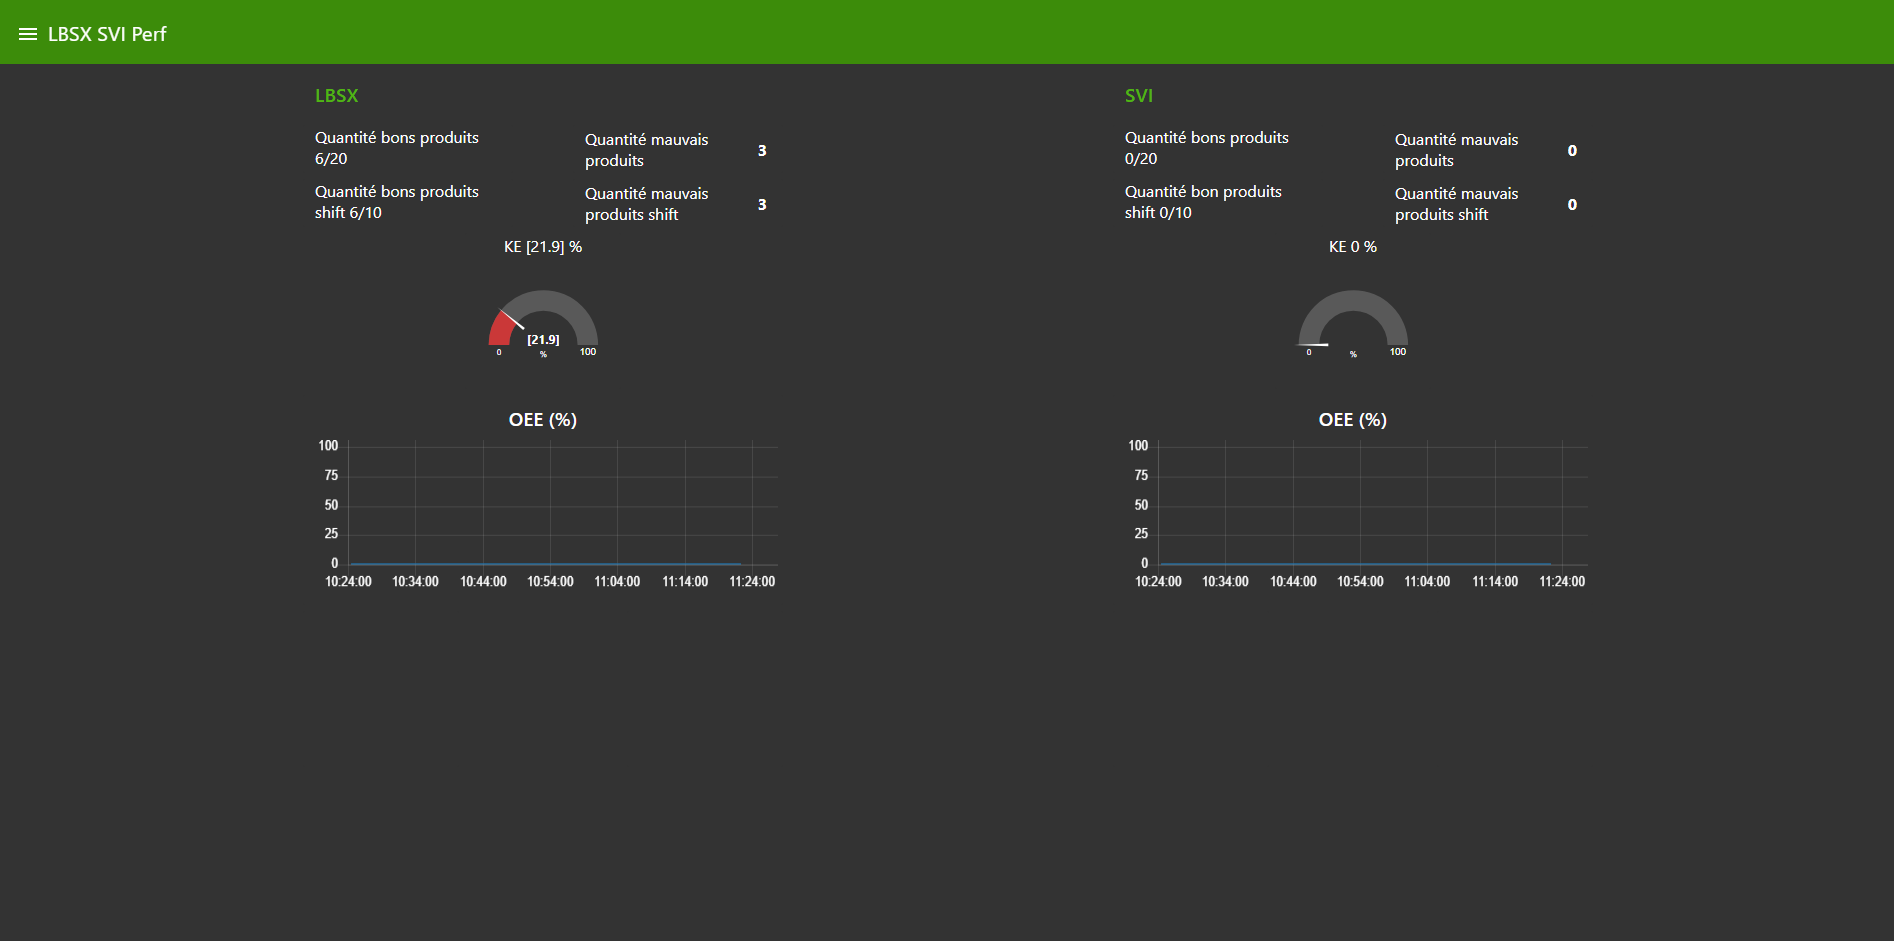 LBSX SVI Perf
LBSX
Quantité bons produits
6/20
Quantité mauvais
produits
3
Quantité bons produits
shift 6/10
Quantité mauvais
produits shift
3
KE [21.9] %
[21.9]
0
%
100
OEE (%)
100
75
50
25
0
10:24:00 10:34:00 10:44:00 10:54:00 11:04:00 11:14:00 11:24:00
SVI
Quantité bons produits
0/20
Quantité mauvais
produits
0
Quantité bon produits
shift 0/10
Quantité mauvais
produits shift
0
KE 0 %
0
%
100
OEE (%)
100
75
50
25
0
10:24:00 10:34:00 10:44:00 10:54:00 11:04:00 11:14:00 11:24:00